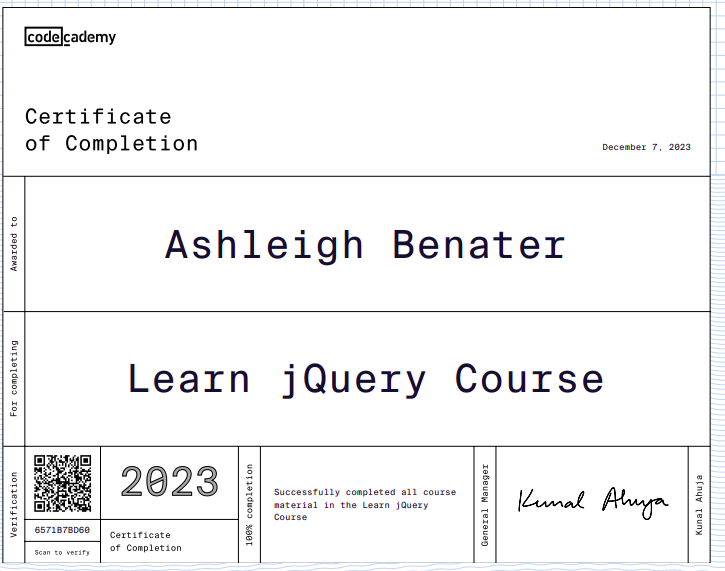 codecademy
Certificate
of Completion
December 7, 2023
Awarded to
Ashleigh Benater
For completing
Learn jQuery Course
Verification
6571B7BD60
Scan to verify
2023
Certificate
of Completion
100% completion
Successfully completed all course
material in the Learn jQuery
Course
General Manager
Kunal Ahuja
Kunal Ahuja